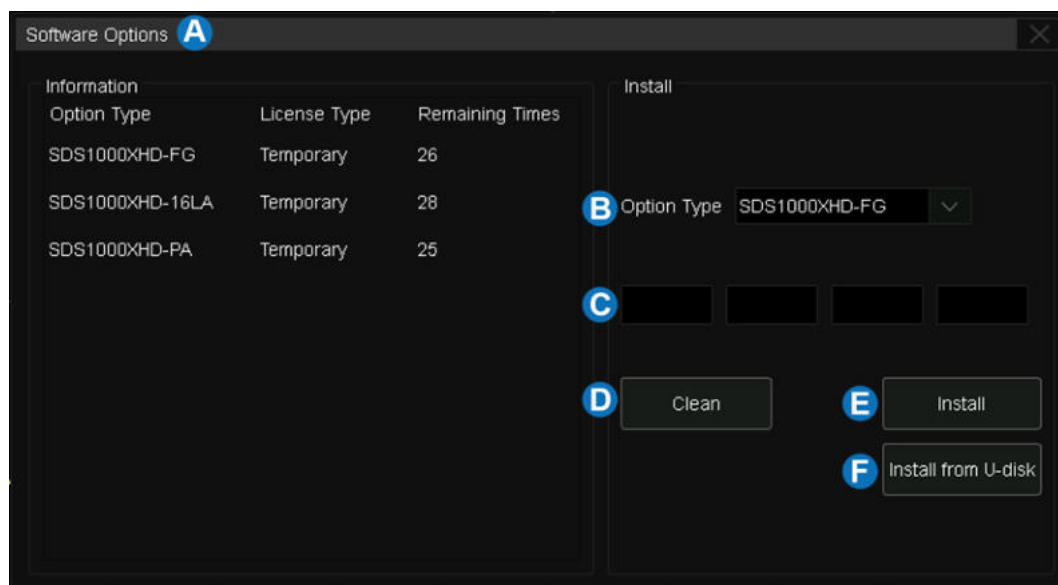 Software Options A
Information
Option Type License Type Remaining Times
SDS1000XHD-FG Temporary 26
SDS1000XHD-16LA Temporary 28
SDS1000XHD-PA Temporary 25
Install
B Option Type SDS1000XHD-FG
C
D Clean
E Install
F Install from U-disk